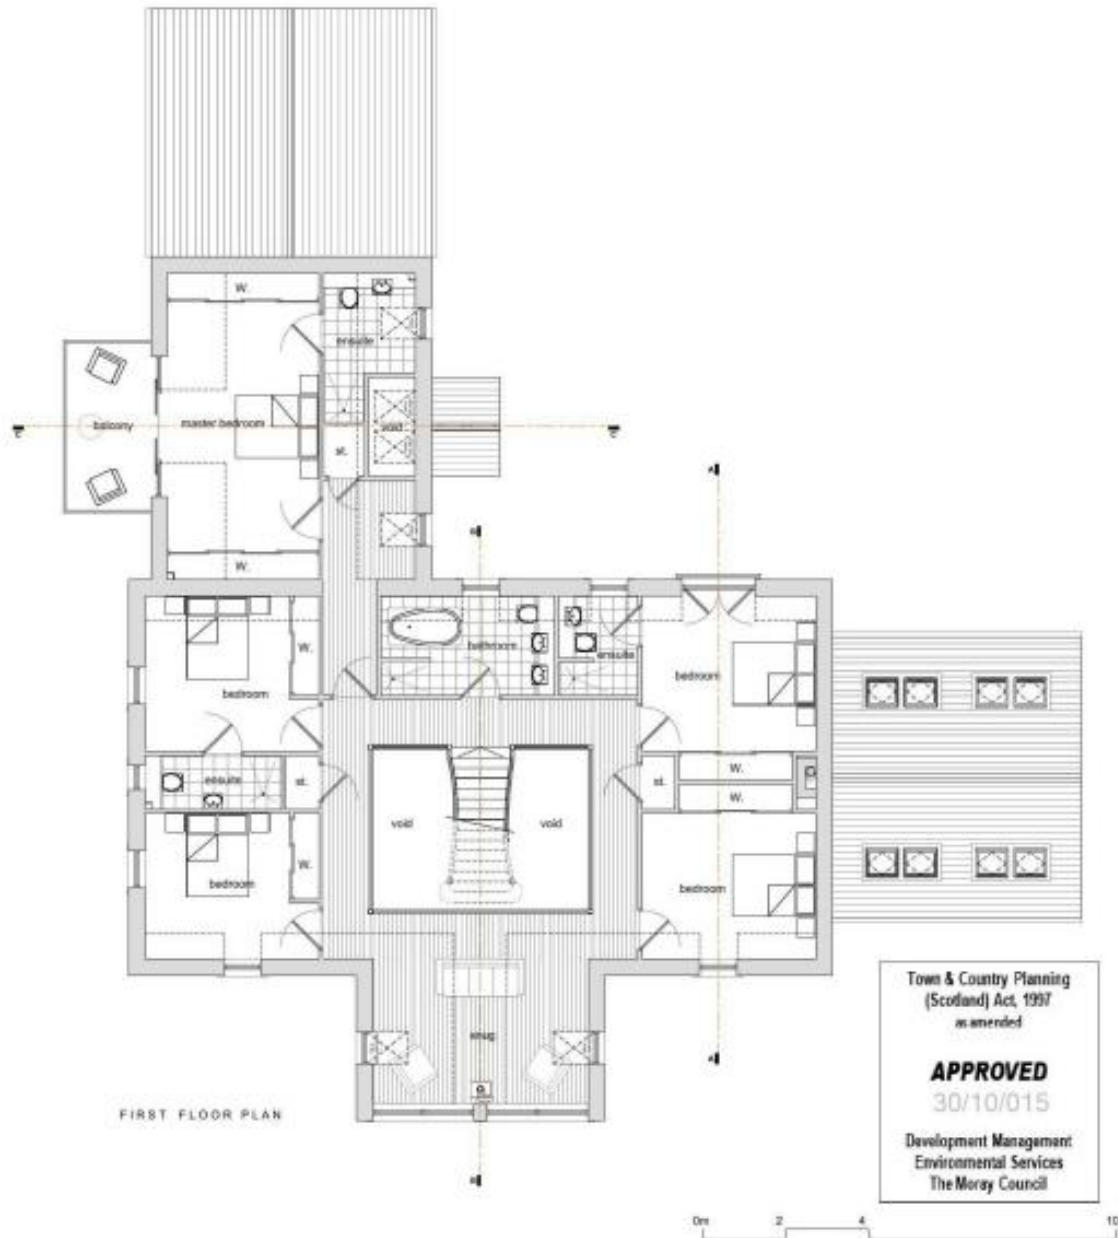 W.
ensuite
balcony
master bedroom
void
st.
W.
bathroom
ensuite
W.
bedroom
bedroom
ensuite
st.
st.
W.
W.
void
void
W.
bedroom
bedroom
snug
FIRST FLOOR PLAN
Town & Country Planning
(Scotland) Act, 1997
as amended
APPROVED
30/10/015
Development Management
Environmental Services
The Moray Council
0m 2 4 10